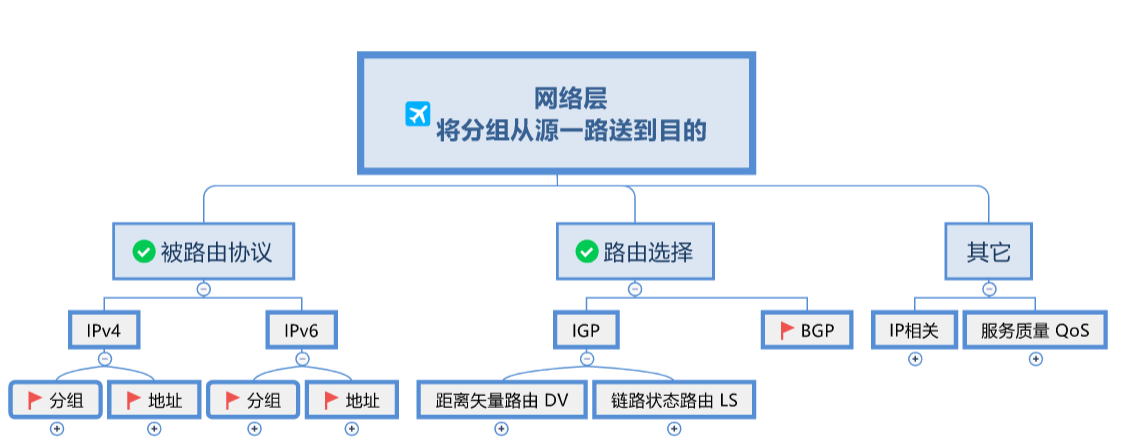 网络层
将分组从源一路送到目的
被路由协议
路由选择
其它
IPv4
IPv6
IGP
BGP
IP相关
服务质量 QoS
分组
地址
分组
地址
距离矢量路由 DV
链路状态路由 LS